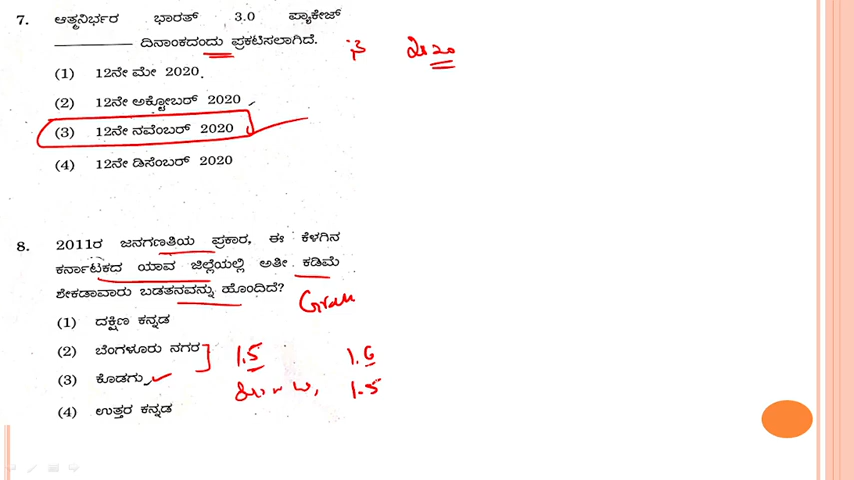 7. ಆತ್ಮನಿರ್ಭರ ಭಾರತ್ 3.0 ಪ್ಯಾಕೇಜ್
__________ ದಿನಾಂಕದಂದು ಪ್ರಕಟಿಸಲಾಗಿದೆ.
(1) 12ನೇ ಮೇ 2020
(2) 12ನೇ ಅಕ್ಟೋಬರ್ 2020
(3) 12ನೇ ನವೆಂಬರ್ 2020
(4) 12ನೇ ಡಿಸೆಂಬರ್ 2020
8. 2011ರ ಜನಗಣತಿಯ ಪ್ರಕಾರ, ಈ ಕೆಳಗಿನ
ಕರ್ನಾಟಕದ ಯಾವ ಜಿಲ್ಲೆಯಲ್ಲಿ ಅತೀ ಕಡಿಮೆ
ಶೇಕಡಾವಾರು ಬಡತನವನ್ನು ಹೊಂದಿದೆ?
(1) ದಕ್ಷಿಣ ಕನ್ನಡ
(2) ಬೆಂಗಳೂರು ನಗರ 1.5 1.6
(3) ಕೊಡಗು 1.5
(4) ಉತ್ತರ ಕನ್ನಡ